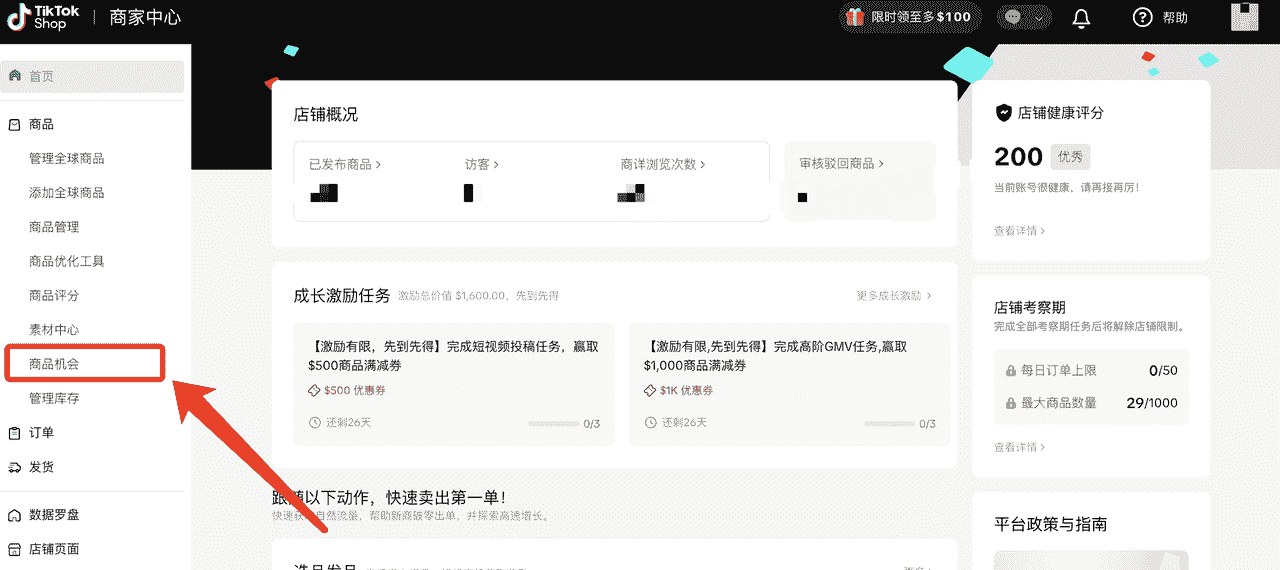 TikTok Shop
商家中心
限时领至多$100
帮助
首页
商品
管理全球商品
添加全球商品
商品管理
商品优化工具
商品评分
素材中心
商品机会
管理库存
订单
发货
数据罗盘
店铺页面
店铺概况
已发布商品 >
访客 >
商详浏览次数 >
审核驳回商品 >
成长激励任务 激励总价值 $1,600.00，先到先得
更多成长激励 >
【激励有限，先到先得】完成短视频投稿任务，赢取
$500商品满减券
$500 优惠券
还剩26天
0/3
【激励有限,先到先得】完成高阶GMV任务,赢取
$1,000商品满减券
$1K 优惠券
还剩26天
0/3
跟随以下动作，快速卖出第一单！
快速获 自然流量，帮助新商破零出单，并探索高速增长。
店铺健康评分
200 优秀
当前账号很健康，请再接再厉！
查看详情 >
店铺考察期
完成全部考察期任务后将解除店铺限制。
每日订单上限 0/50
最大商品数量 29/1000
查看详情 >
平台政策与指南